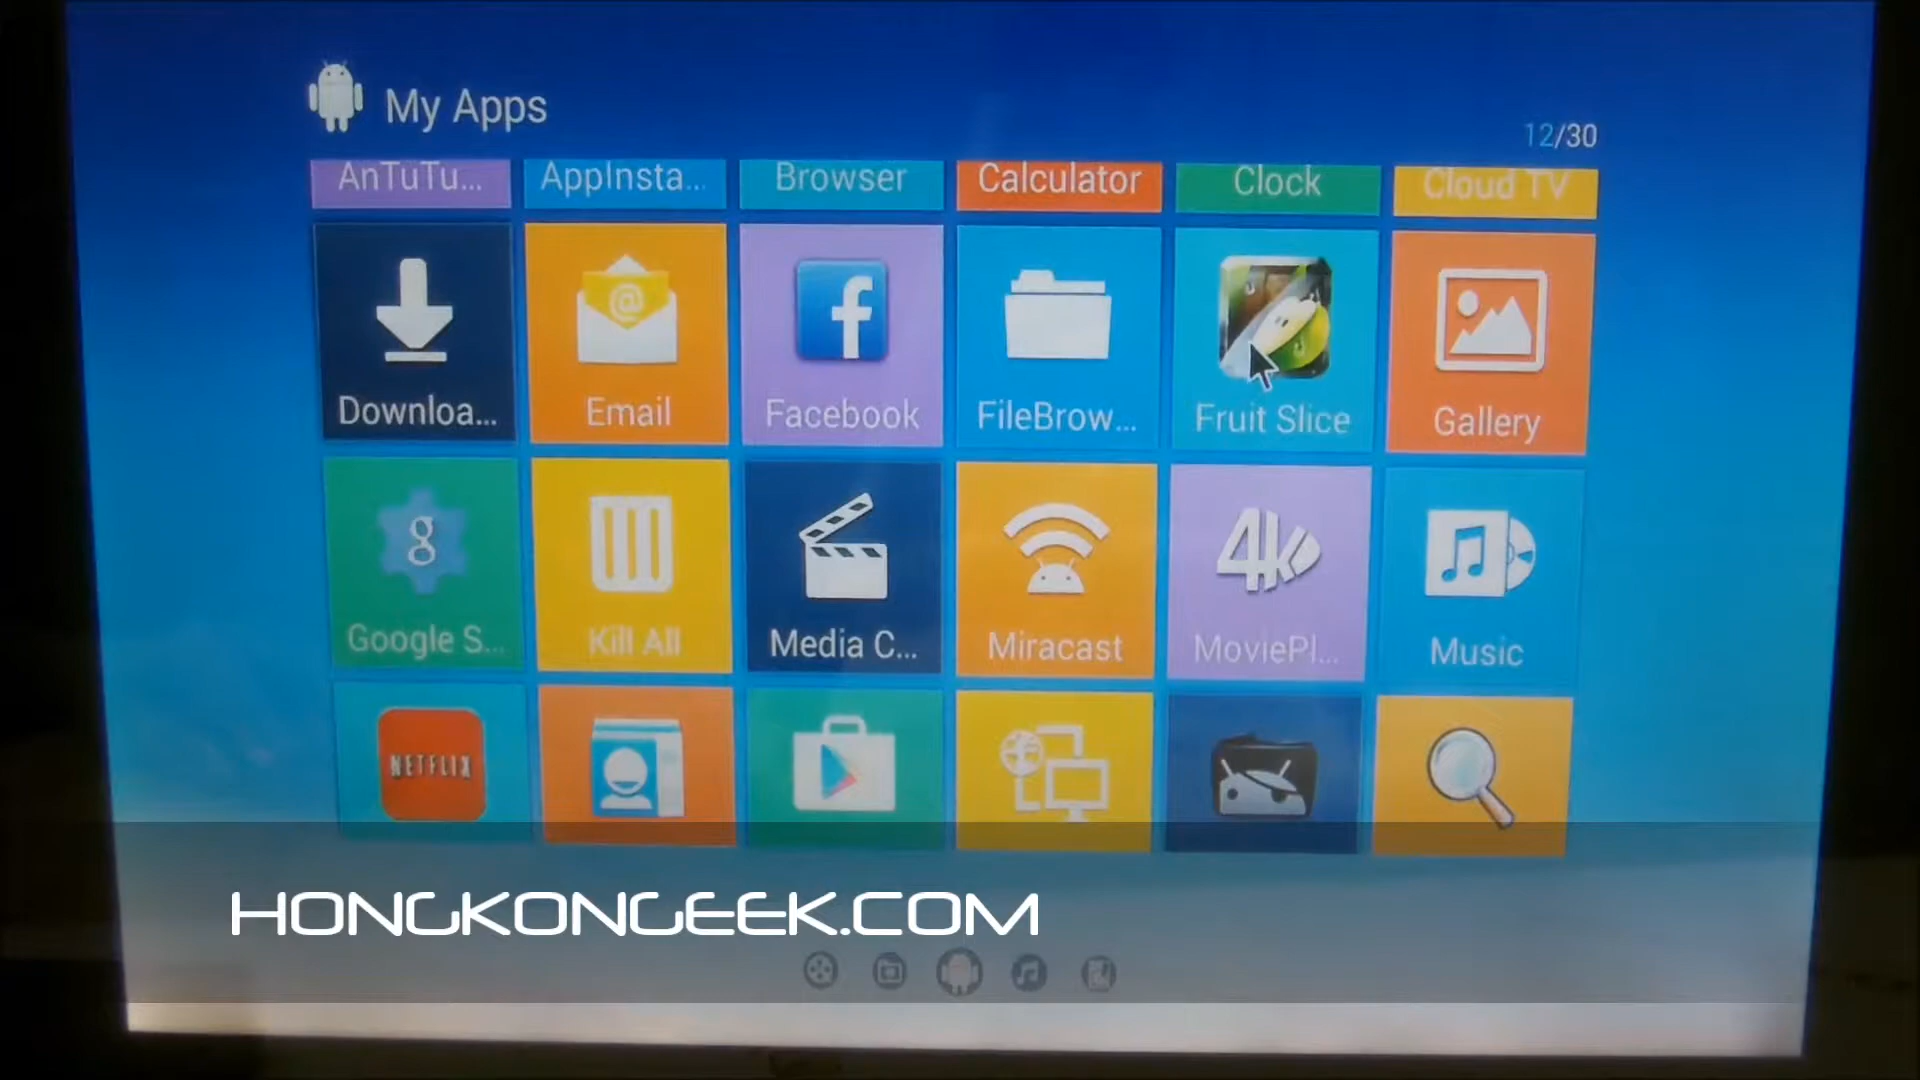 My Apps
12/30
AnTuTu... AppInsta... Browser Calculator Clock Cloud TV
Downloa... Email Facebook FileBrow... Fruit Slice Gallery
Google S... Kill All Media C... Miracast MoviePl... Music
4K
NETFLIX
HONGKONGEEK.COM